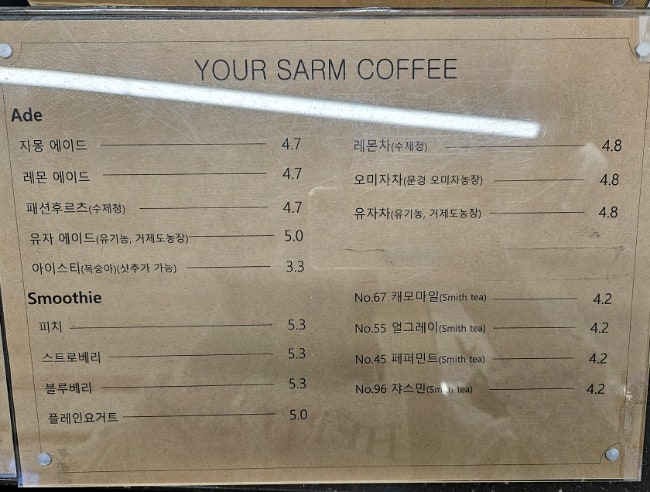 YOUR SARM COFFEE
Ade
자몽 에이드 4.7
레몬 에이드 4.7
패션후르츠(수제청) 4.7
유자 에이드(유기농, 거제도농장) 5.0
아이스티(복숭아)(샷추가 가능) 3.3
Smoothie
피치 5.3
스트로베리 5.3
블루베리 5.3
플레인요거트 5.0
레몬차(수제청) 4.8
오미자차(문경 오미자농장) 4.8
유자차(유기농, 거제도농장) 4.8
No.67 캐모마일(Smith tea) 4.2
No.55 얼그레이(Smith tea) 4.2
No.45 페퍼민트(Smith tea) 4.2
No.96 쟈스민(Smith tea) 4.2